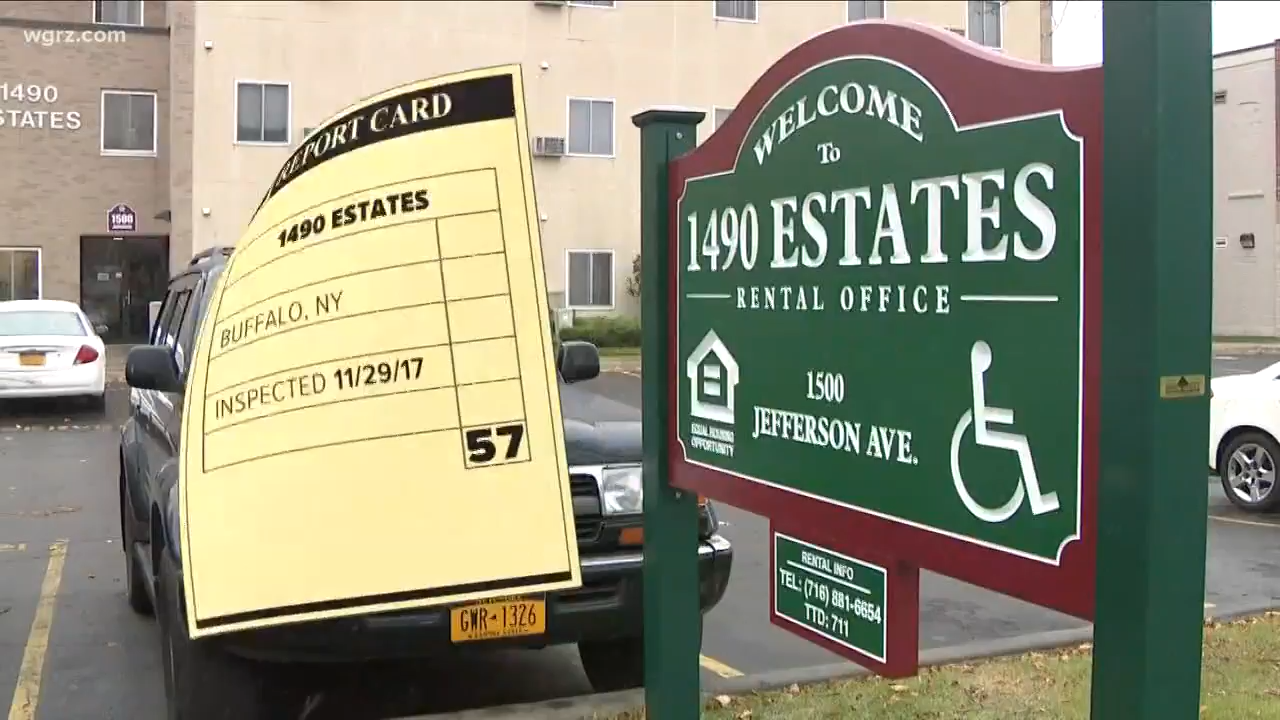 wgrz.com
1490
ESTATES
1500
REPORT CARD
1490 ESTATES
BUFFALO, NY
INSPECTED 11/29/17
57
GWR 1326
WELCOME
To
1490 ESTATES
RENTAL OFFICE
EQUAL HOUSING
OPPORTUNITY
1500
JEFFERSON AVE.
RENTAL INFO
TEL: (716) 881-6654
TTD: 711